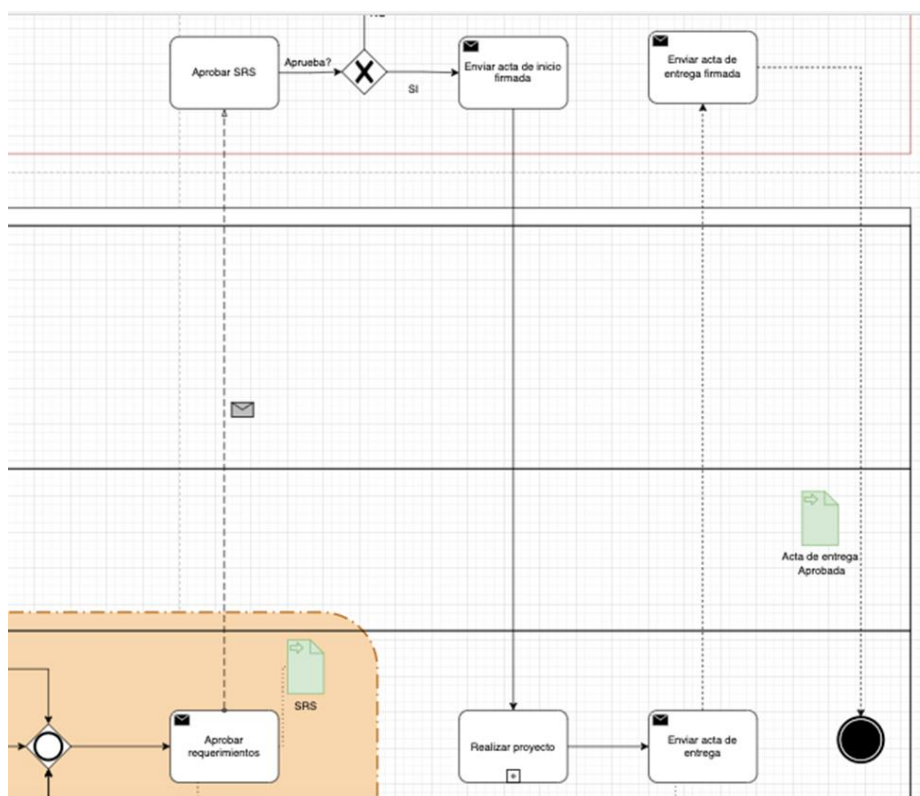 Aprobar SRS
Aprueba?
SI
Enviar acta de inicio
firmada
Enviar acta de
entrega firmada
Acta de entrega
Aprobada
SRS
Aprobar
requerimientos
Realizar proyecto
Enviar acta de
entrega